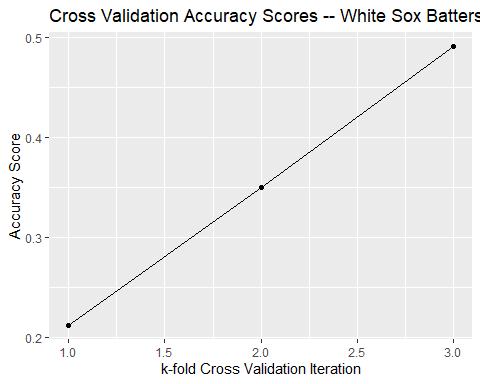 Cross Validation Accuracy Scores -- White Sox Batters
0.5
0.4
0.3
0.2
Accuracy Score
1.0 1.5 2.0 2.5 3.0
k-fold Cross Validation Iteration